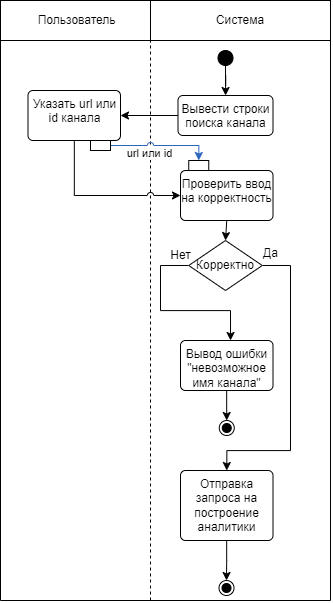 Пользователь
Система
Указать url или
id канала
Вывести строки
поиска канала
url или id
Проверить ввод
на корректность
Нет
Корректно
Да
Вывод ошибки
"невозможное
имя канала"
Отправка
запроса на
построение
аналитики